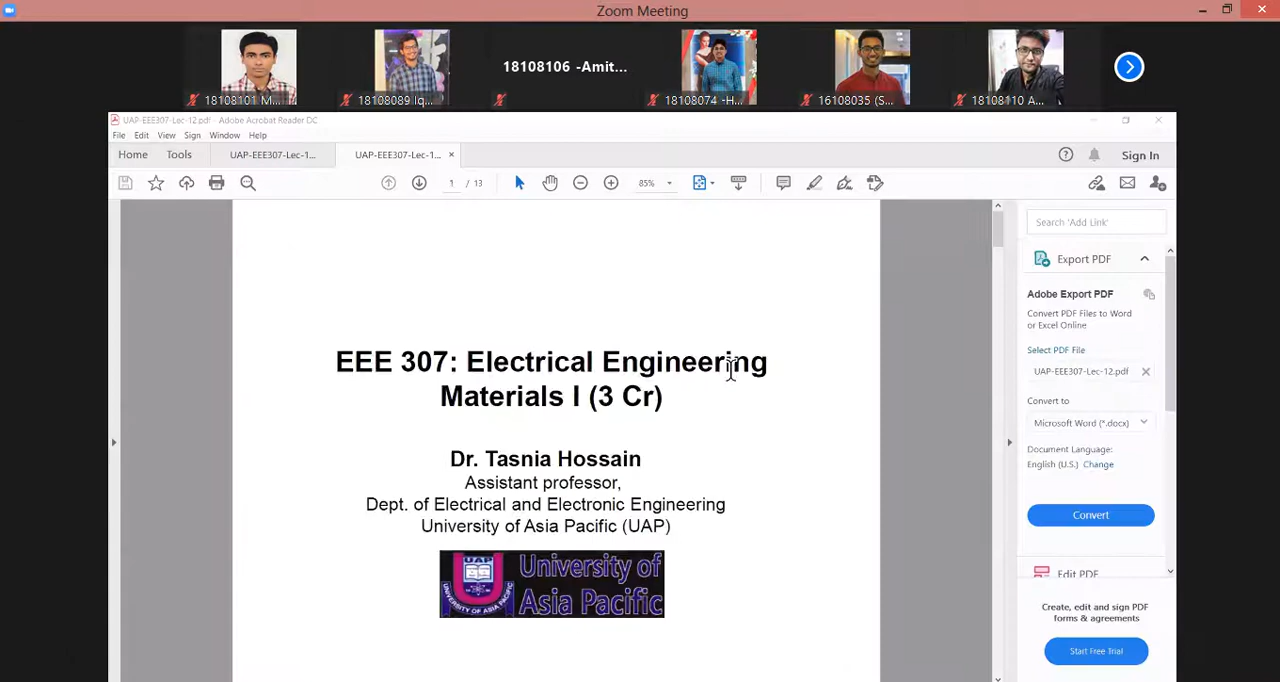 Zoom Meeting
18108101 M...
18108089 Iq...
18108106 -Amit...
18108074 -H...
16108035 (S...
18108110 A...
UAP-EEE307-Lec-12.pdf - Adobe Acrobat Reader DC
File Edit View Sign Window Help
Home Tools UAP-EEE307-Lec-1... UAP-EEE307-Lec-1... × Sign In
1 / 13 85%
Search 'Add Link'
Export PDF
Adobe Export PDF
Convert PDF Files to Word
or Excel Online
Select PDF File
UAP-EEE307-Lec-12.pdf
Convert to
Microsoft Word (*.docx)
Document Language:
English (U.S.) Change
Convert
Edit PDF
Create, edit and sign PDF
forms & agreements
Start Free Trial
EEE 307: Electrical Engineering
Materials I (3 Cr)
Dr. Tasnia Hossain
Assistant professor,
Dept. of Electrical and Electronic Engineering
University of Asia Pacific (UAP)
UAP
UNIVERSITY OF ASIA PACIFIC
University of
Asia Pacific